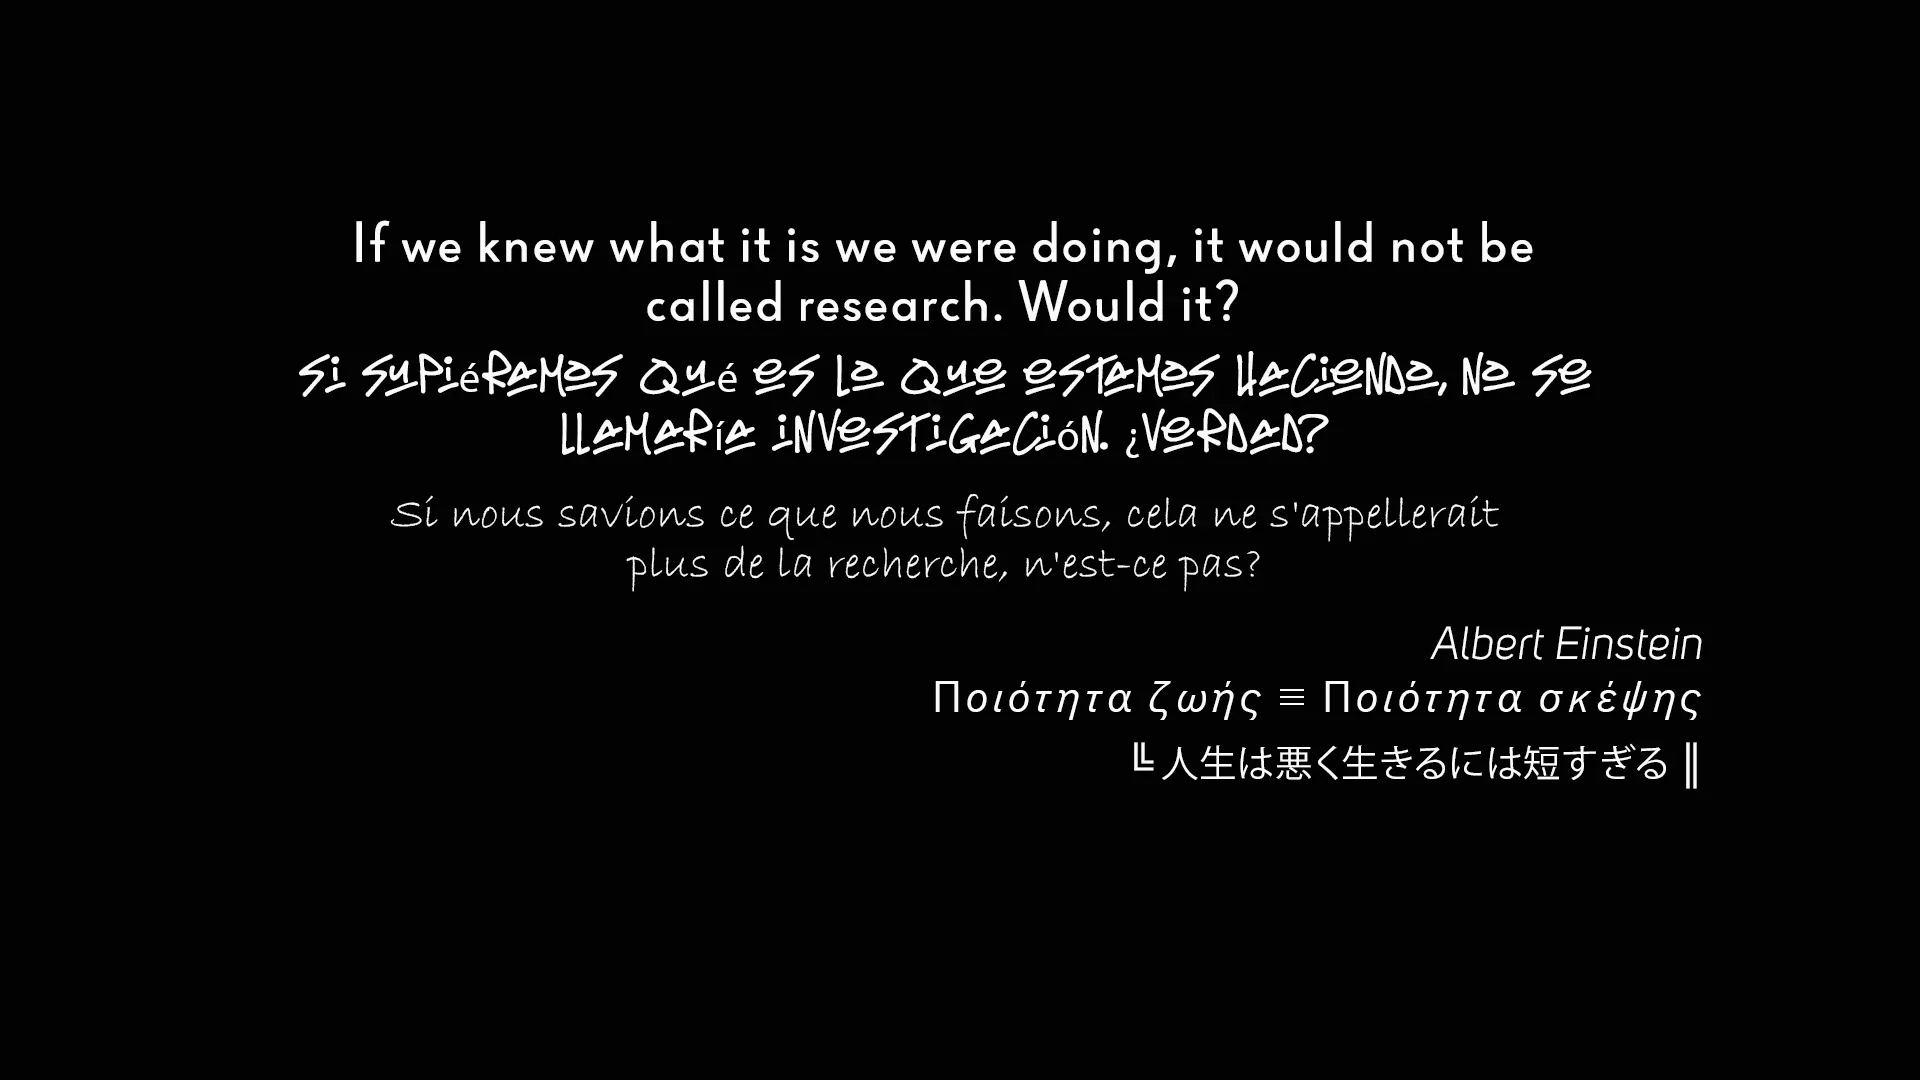 If we knew what it is we were doing, it would not be
called research. Would it?
Si supiéramos qué es lo que estamos haciendo, no se
llamaría investigación. ¿Verdad?
Si nous savions ce que nous faisons, cela ne s'appellerait
plus de la recherche, n'est-ce pas?
Albert Einstein
Ποιότητα ζωής ≡ Ποιότητα σκέψης
╚ 人生は悪く生きるには短すぎる ║